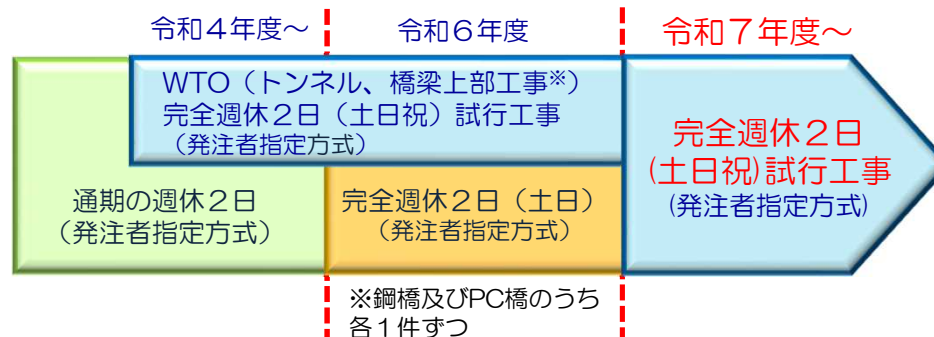 令和４年度～
令和６年度
令和７年度～
WTO（トンネル、橋梁上部工事※）
完全週休２日（土日祝）試行工事
（発注者指定方式）
通期の週休２日
（発注者指定方式）
完全週休２日（土日）
（発注者指定方式）
完全週休２日
(土日祝)試行工事
(発注者指定方式)
※鋼橋及びPC橋のうち
各１件ずつ